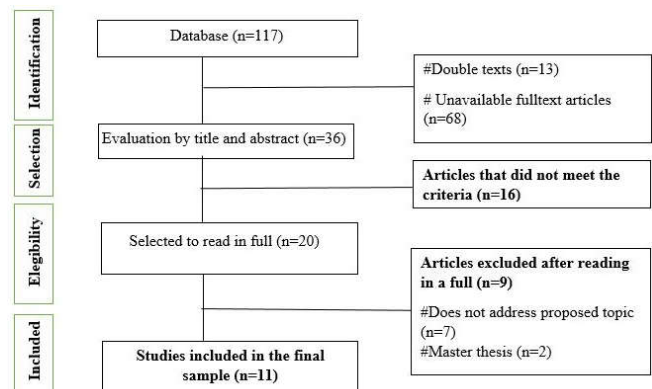 Identification
Database (n=117)
#Double texts (n=13)
# Unavailable fulltext articles
(n=68)
Selection
Evaluation by title and abstract (n=36)
Articles that did not meet the
criteria (n=16)
Elegibility
Selected to read in full (n=20)
Articles excluded after reading
in a full (n=9)
#Does not address proposed topic
(n=7)
#Master thesis (n=2)
Included
Studies included in the final
sample (n=11)